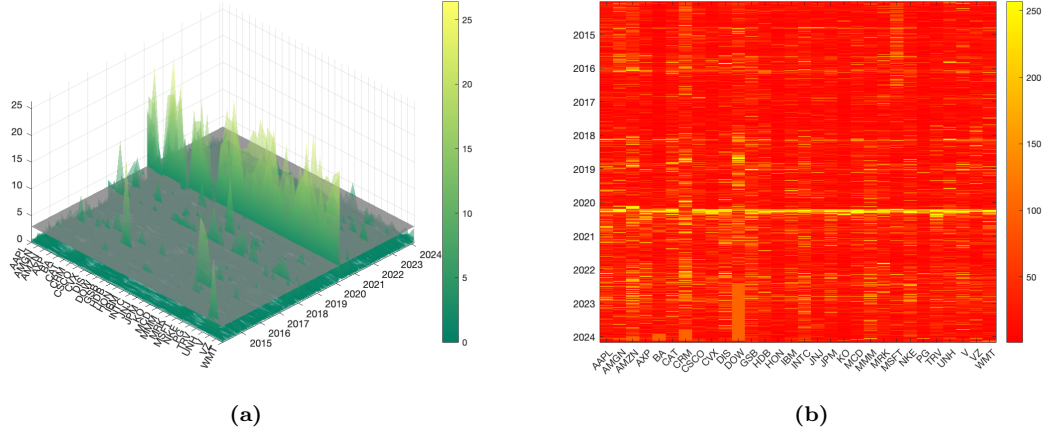 25
20
15
10
5
0
AAPL
AMGN
UNH
VZ
WMT
2015
2016
2017
2018
2019
2020
2021
2022
2023
2024
25
20
15
10
5
0
(a)
2015
2016
2017
2018
2019
2020
2021
2022
2023
2024
AAPL
AMGN
AMZN
AXP
BA
CAT
CRM
CSCO
CVX
DIS
DOW
GSB
HDB
HON
IBM
INTC
JNJ
JPM
KO
MCD
MMM
MRK
MSFT
NKE
PG
TRV
UNH
V
VZ
WMT
250
200
150
100
50
(b)